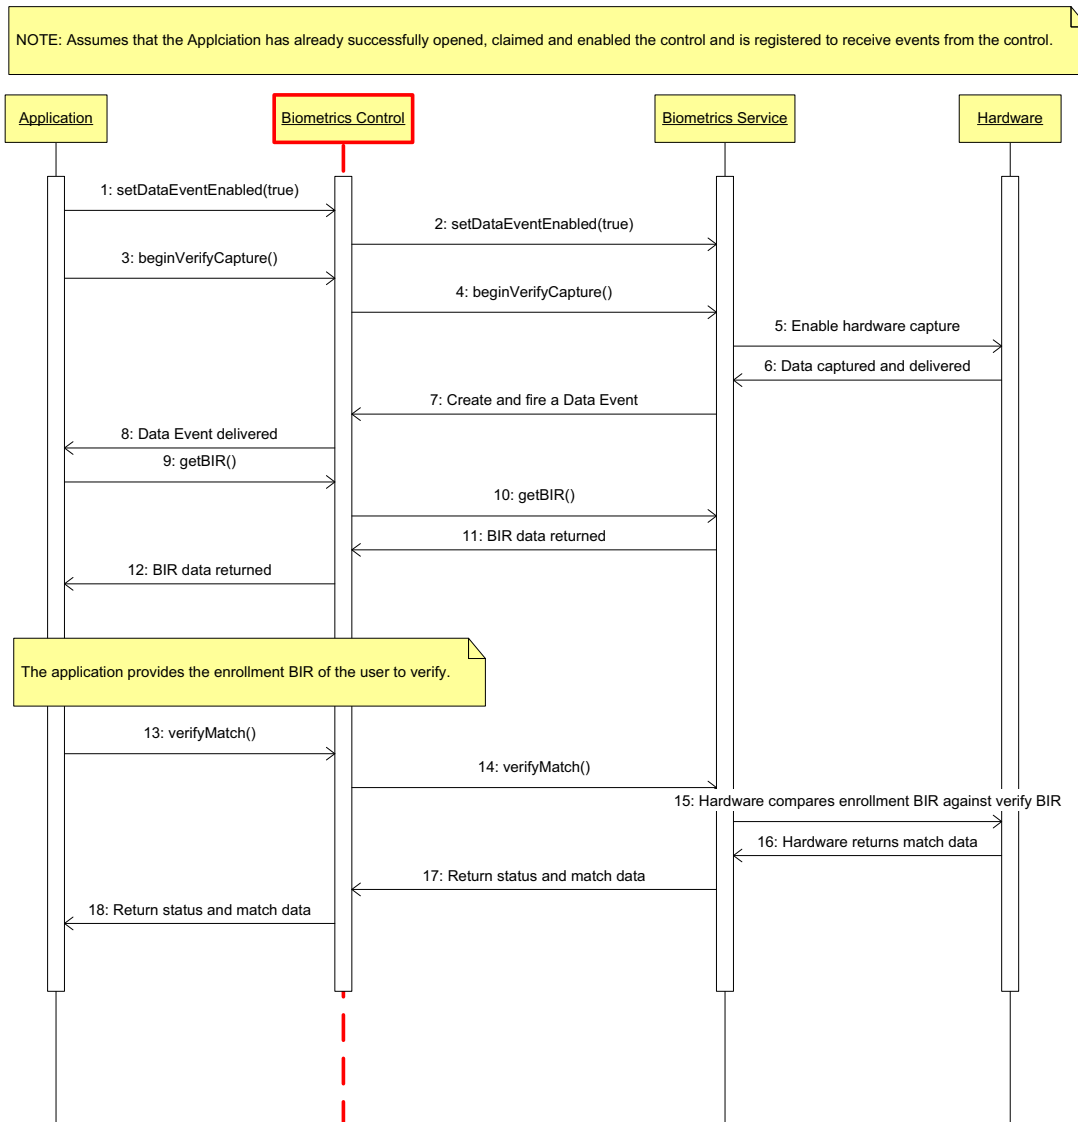 NOTE: Assumes that the Applciation has already successfully opened, claimed and enabled the control and is registered to receive events from the control.
Application
Biometrics Control
Biometrics Service
Hardware
1: setDataEventEnabled(true)
2: setDataEventEnabled(true)
3: beginVerifyCapture()
4: beginVerifyCapture()
5: Enable hardware capture
6: Data captured and delivered
7: Create and fire a Data Event
8: Data Event delivered
9: getBIR()
10: getBIR()
11: BIR data returned
12: BIR data returned
The application provides the enrollment BIR of the user to verify.
13: verifyMatch()
14: verifyMatch()
15: Hardware compares enrollment BIR against verify BIR
16: Hardware returns match data
17: Return status and match data
18: Return status and match data